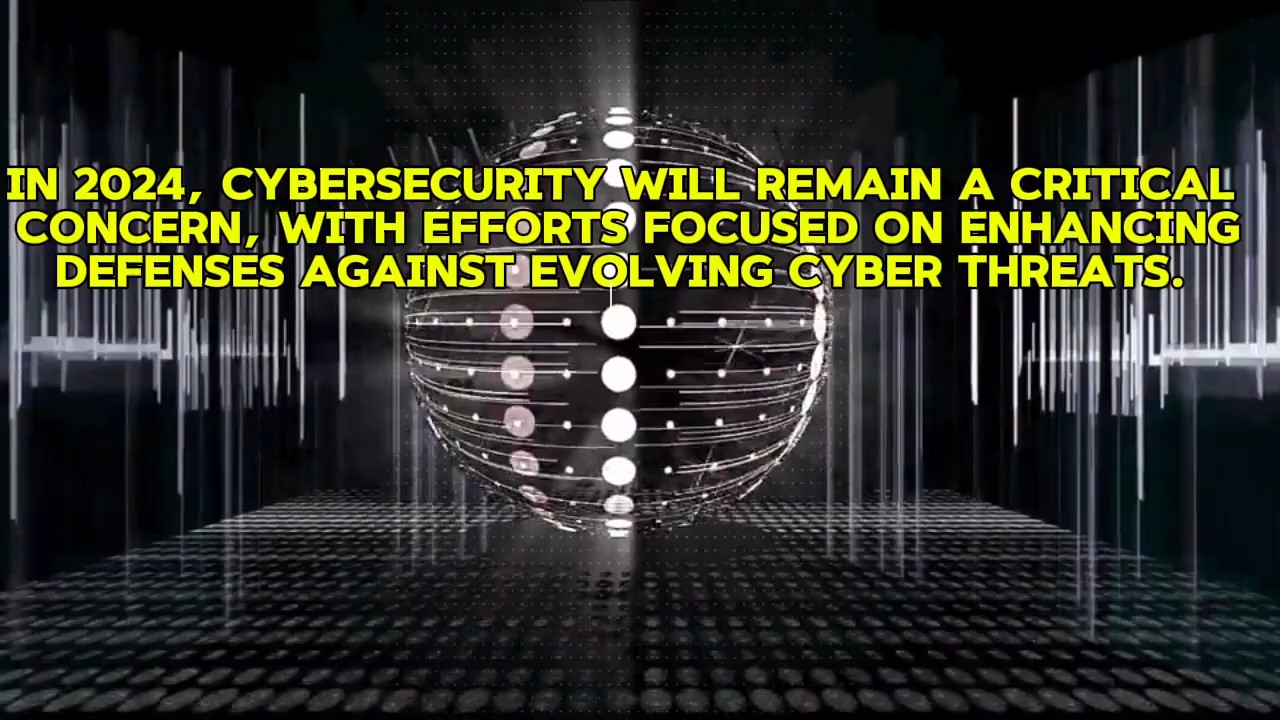 IN 2024, CYBERSECURITY WILL REMAIN A CRITICAL
CONCERN, WITH EFFORTS FOCUSED ON ENHANCING
DEFENSES AGAINST EVOLVING CYBER THREATS.